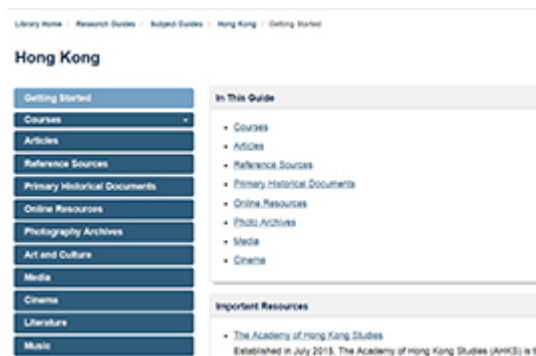 Library Home / Research Guides / Subject Guides / Hong Kong / Getting Started
Hong Kong
Getting Started
Courses
Articles
Reference Sources
Primary Historical Documents
Online Resources
Photography Archives
Art and Culture
Media
Cinema
Literature
Music
In This Guide
Courses
Articles
Reference Sources
Primary Historical Documents
Online Resources
Photo Archives
Media
Cinema
Important Resources
The Academy of Hong Kong Studies
Established in July 2015, The Academy of Hong Kong Studies (AHKS) is